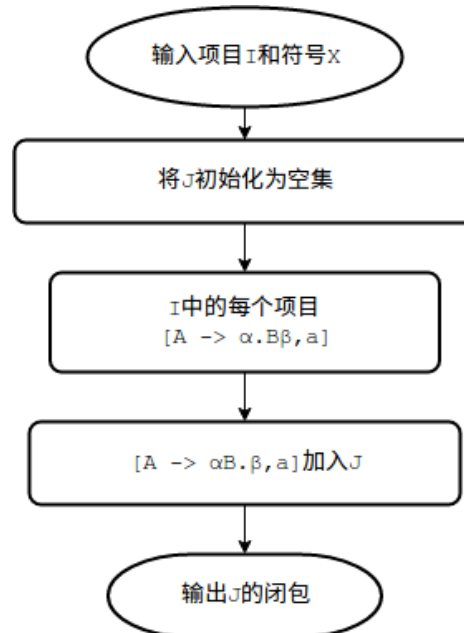 输入项目I和符号X
将J初始化为空集
I中的每个项目
[A -> α.Bβ,a]
[A -> αB.β,a]加入J
输出J的闭包